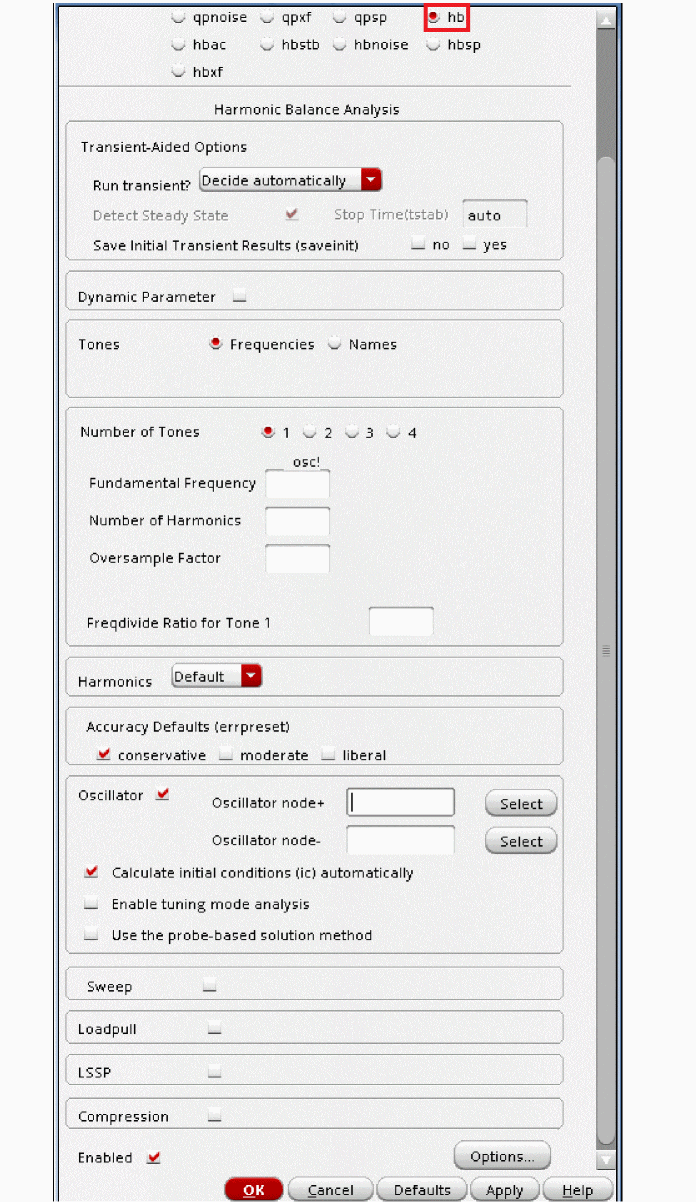 qpnoise qpxf qpsp hb
hbac hbstb hbnoise hbsp
hbxf
Harmonic Balance Analysis
Transient-Aided Options
Run transient? Decide automatically
Detect Steady State Stop Time(tstab) auto
Save Initial Transient Results (saveinit) no yes
Dynamic Parameter
Tones Frequencies Names
Number of Tones 1 2 3 4
osc!
Fundamental Frequency
Number of Harmonics
Oversample Factor
Freqdivide Ratio for Tone 1
Harmonics Default
Accuracy Defaults (errpreset)
conservative moderate liberal
Oscillator Oscillator node+ Select
Oscillator node- Select
Calculate initial conditions (ic) automatically
Enable tuning mode analysis
Use the probe-based solution method
Sweep
Loadpull
LSSP
Compression
Enabled Options...
OK Cancel Defaults Apply Help